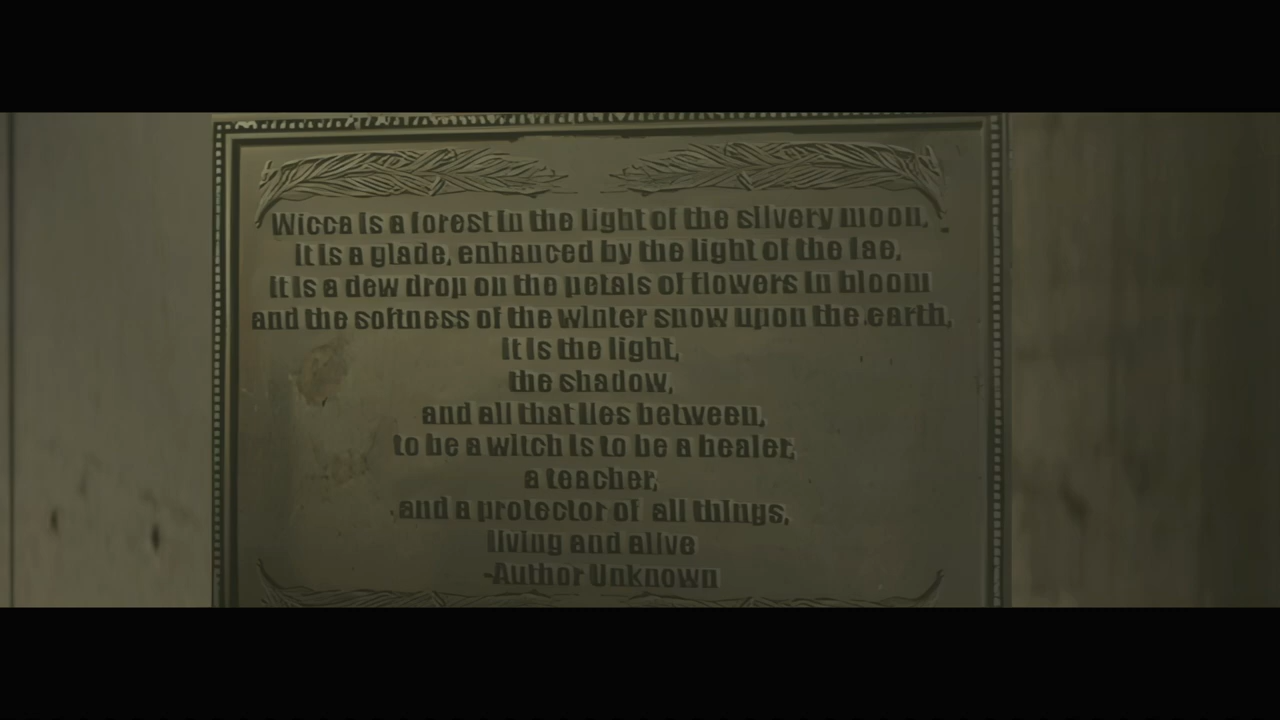 Wicca is a forest in the light of the silvery moon,
it is a glade, enhanced by the light of the fae,
it is a dew drop on the petals of flowers in bloom
and the softness of the winter snow upon the earth,
it is the light,
the shadow,
and all that lies between,
to be a witch is to be a healer,
a teacher,
and a protector of all things,
living and alive
-Author Unknown